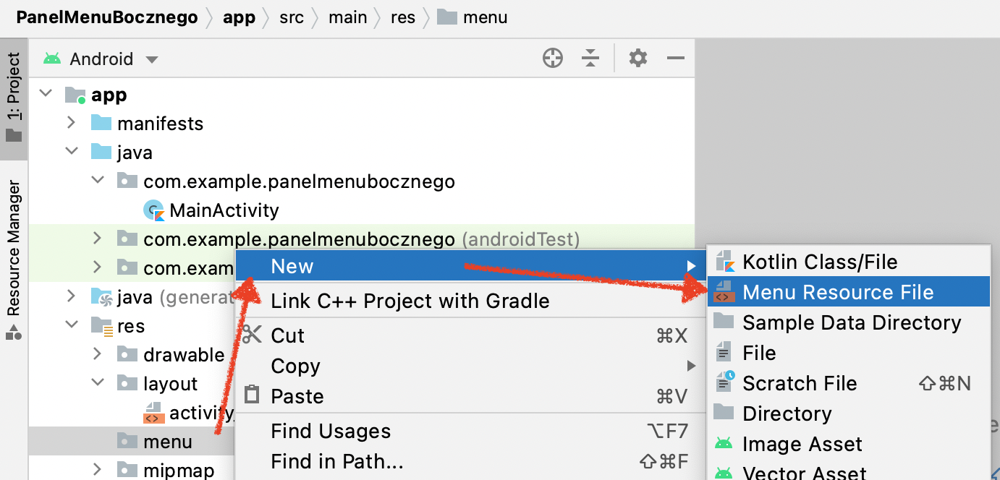 PanelMenuBocznego app src main res menu
1: Project
Resource Manager
Android
app
manifests
java
com.example.panelmenubocznego
MainActivity
com.example.panelmenubocznego (androidTest)
com.exam
java (generat
res
drawable
layout
activity
menu
mipmap
New
Link C++ Project with Gradle
Cut ⌘X
Copy
Paste ⌘V
Find Usages ⌥F7
Find in Path... ⇧⌘F
Kotlin Class/File
Menu Resource File
Sample Data Directory
File
Scratch File ⇧⌘N
Directory
Image Asset
Vector Asset